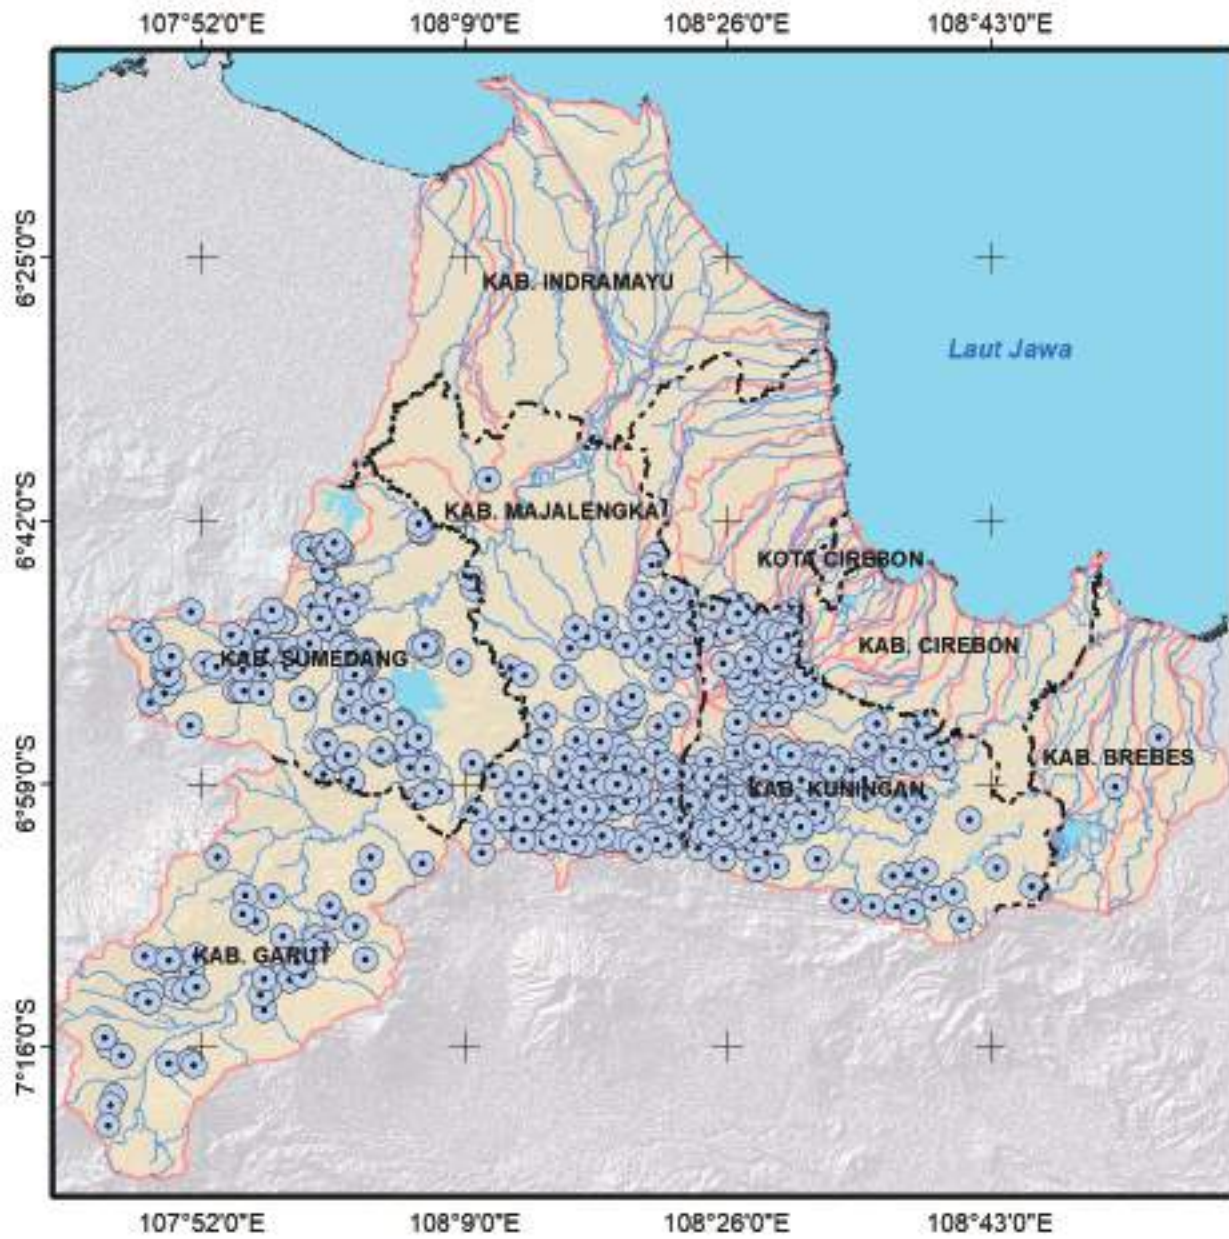 107°52'0"E 108°9'0"E 108°26'0"E 108°43'0"E
6°25'0"S
KAB. INDRAMAYU
Laut Jawa
6°42'0"S
KAB. MAJALENGKA
KOTA CIREBON
KAB. CIREBON
KAB. SUMEDANG
6°59'0"S
KAB. BREBES
KAB. KUNINGAN
KAB. GARUT
7°16'0"S
107°52'0"E 108°9'0"E 108°26'0"E 108°43'0"E